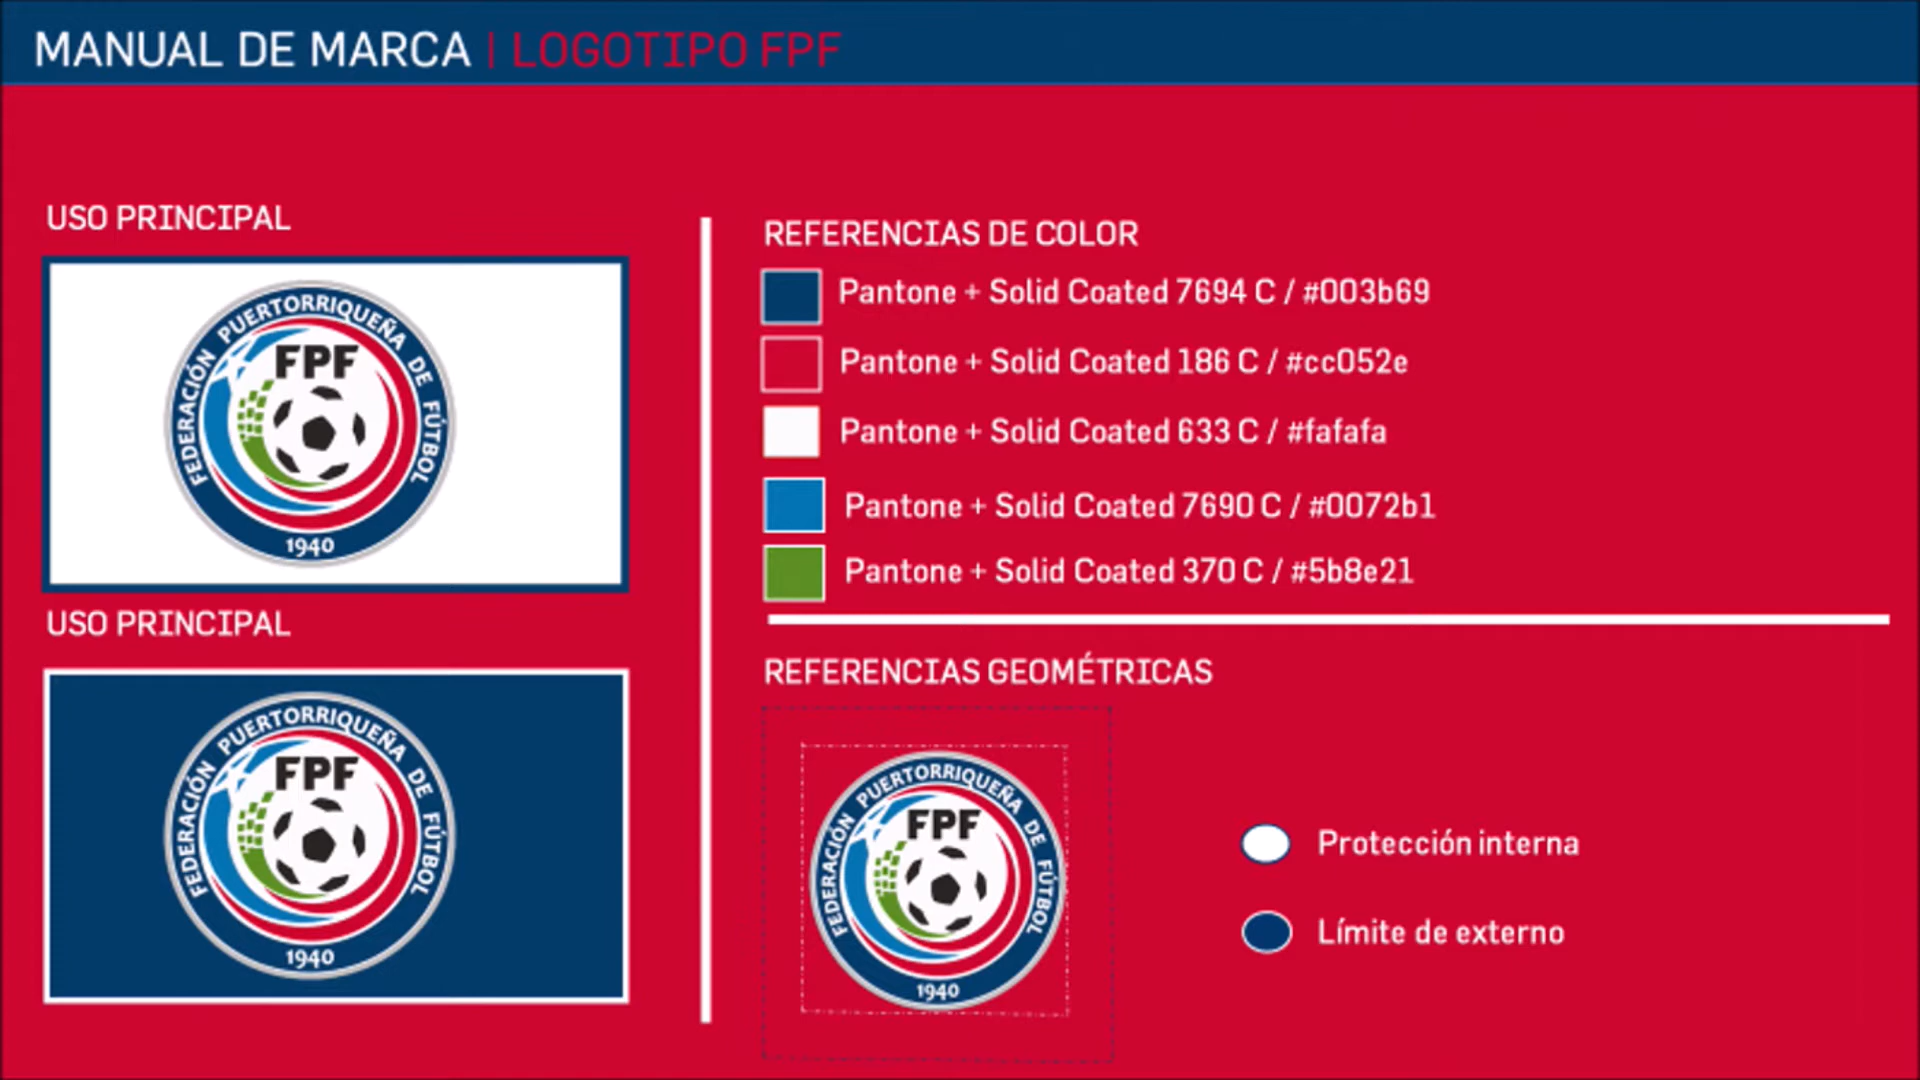 MANUAL DE MARCA | LOGOTIPO FPF
USO PRINCIPAL
FEDERACIÓN PUERTORRIQUEÑA DE FÚTBOL
FPF
1940
USO PRINCIPAL
FEDERACIÓN PUERTORRIQUEÑA DE FÚTBOL
FPF
1940
REFERENCIAS DE COLOR
Pantone + Solid Coated 7694 C / #003b69
Pantone + Solid Coated 186 C / #cc052e
Pantone + Solid Coated 633 C / #fafafa
Pantone + Solid Coated 7690 C / #0072b1
Pantone + Solid Coated 370 C / #5b8e21
REFERENCIAS GEOMÉTRICAS
FEDERACIÓN PUERTORRIQUEÑA DE FÚTBOL
FPF
1940
Protección interna
Límite de externo